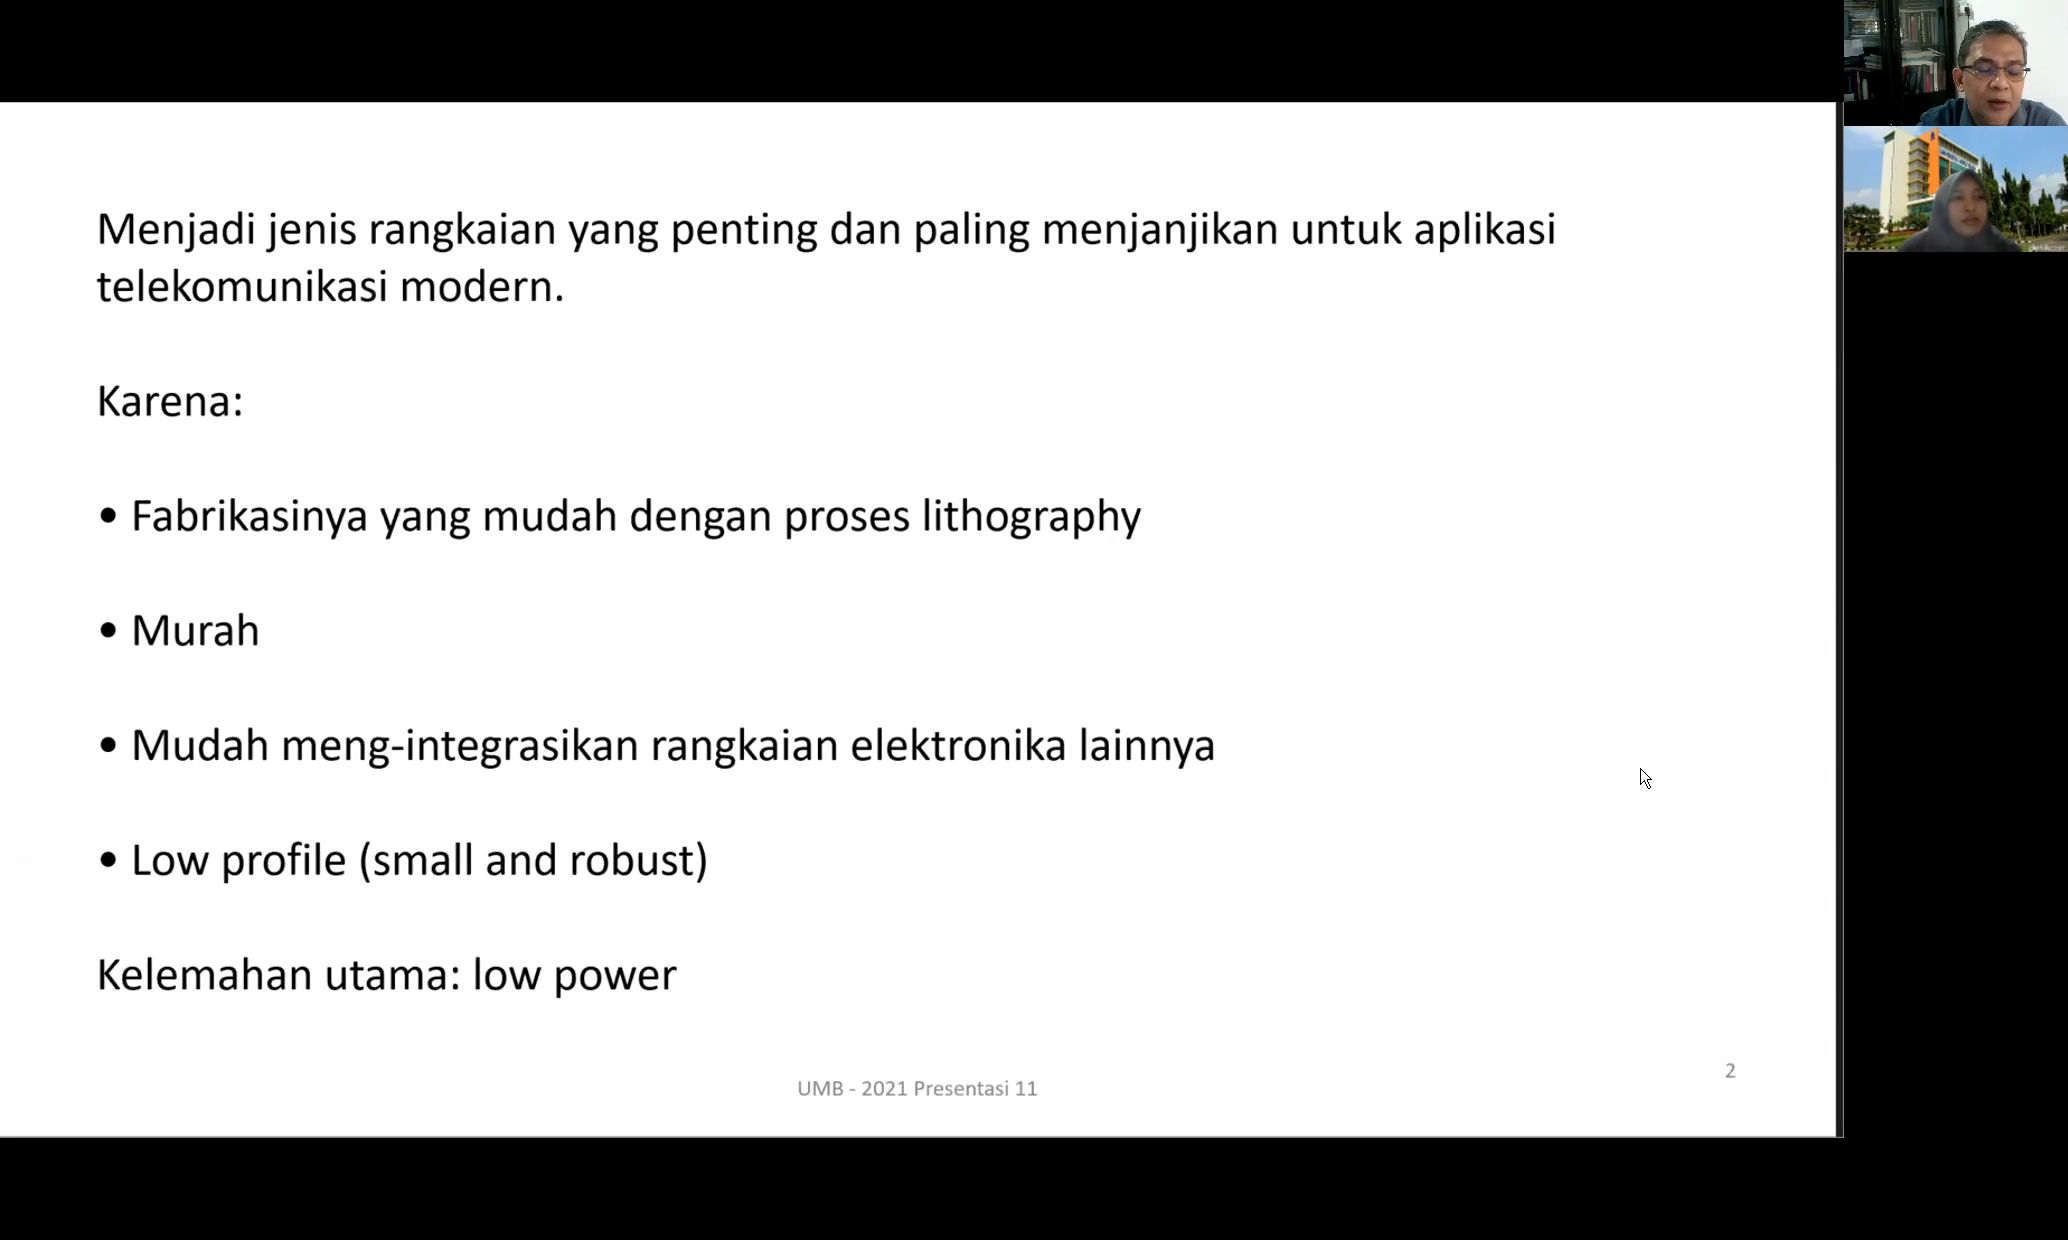 Menjadi jenis rangkaian yang penting dan paling menjanjikan untuk aplikasi
telekomunikasi modern.
Karena:
• Fabrikasinya yang mudah dengan proses lithography
• Murah
• Mudah meng-integrasikan rangkaian elektronika lainnya
• Low profile (small and robust)
Kelemahan utama: low power
UMB - 2021 Presentasi 11
2